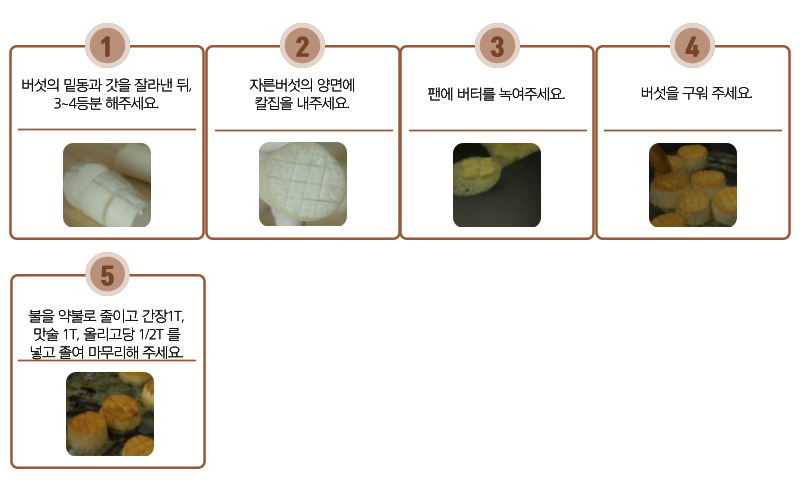 1
버섯의 밑동과 갓을 잘라낸 뒤,
3~4등분 해주세요.
2
자른버섯의 양면에
칼집을 내주세요.
3
팬에 버터를 녹여주세요.
4
버섯을 구워 주세요.
5
불을 약불로 줄이고 간장1T,
맛술 1T, 올리고당 1/2T 를
넣고 졸여 마무리해 주세요.